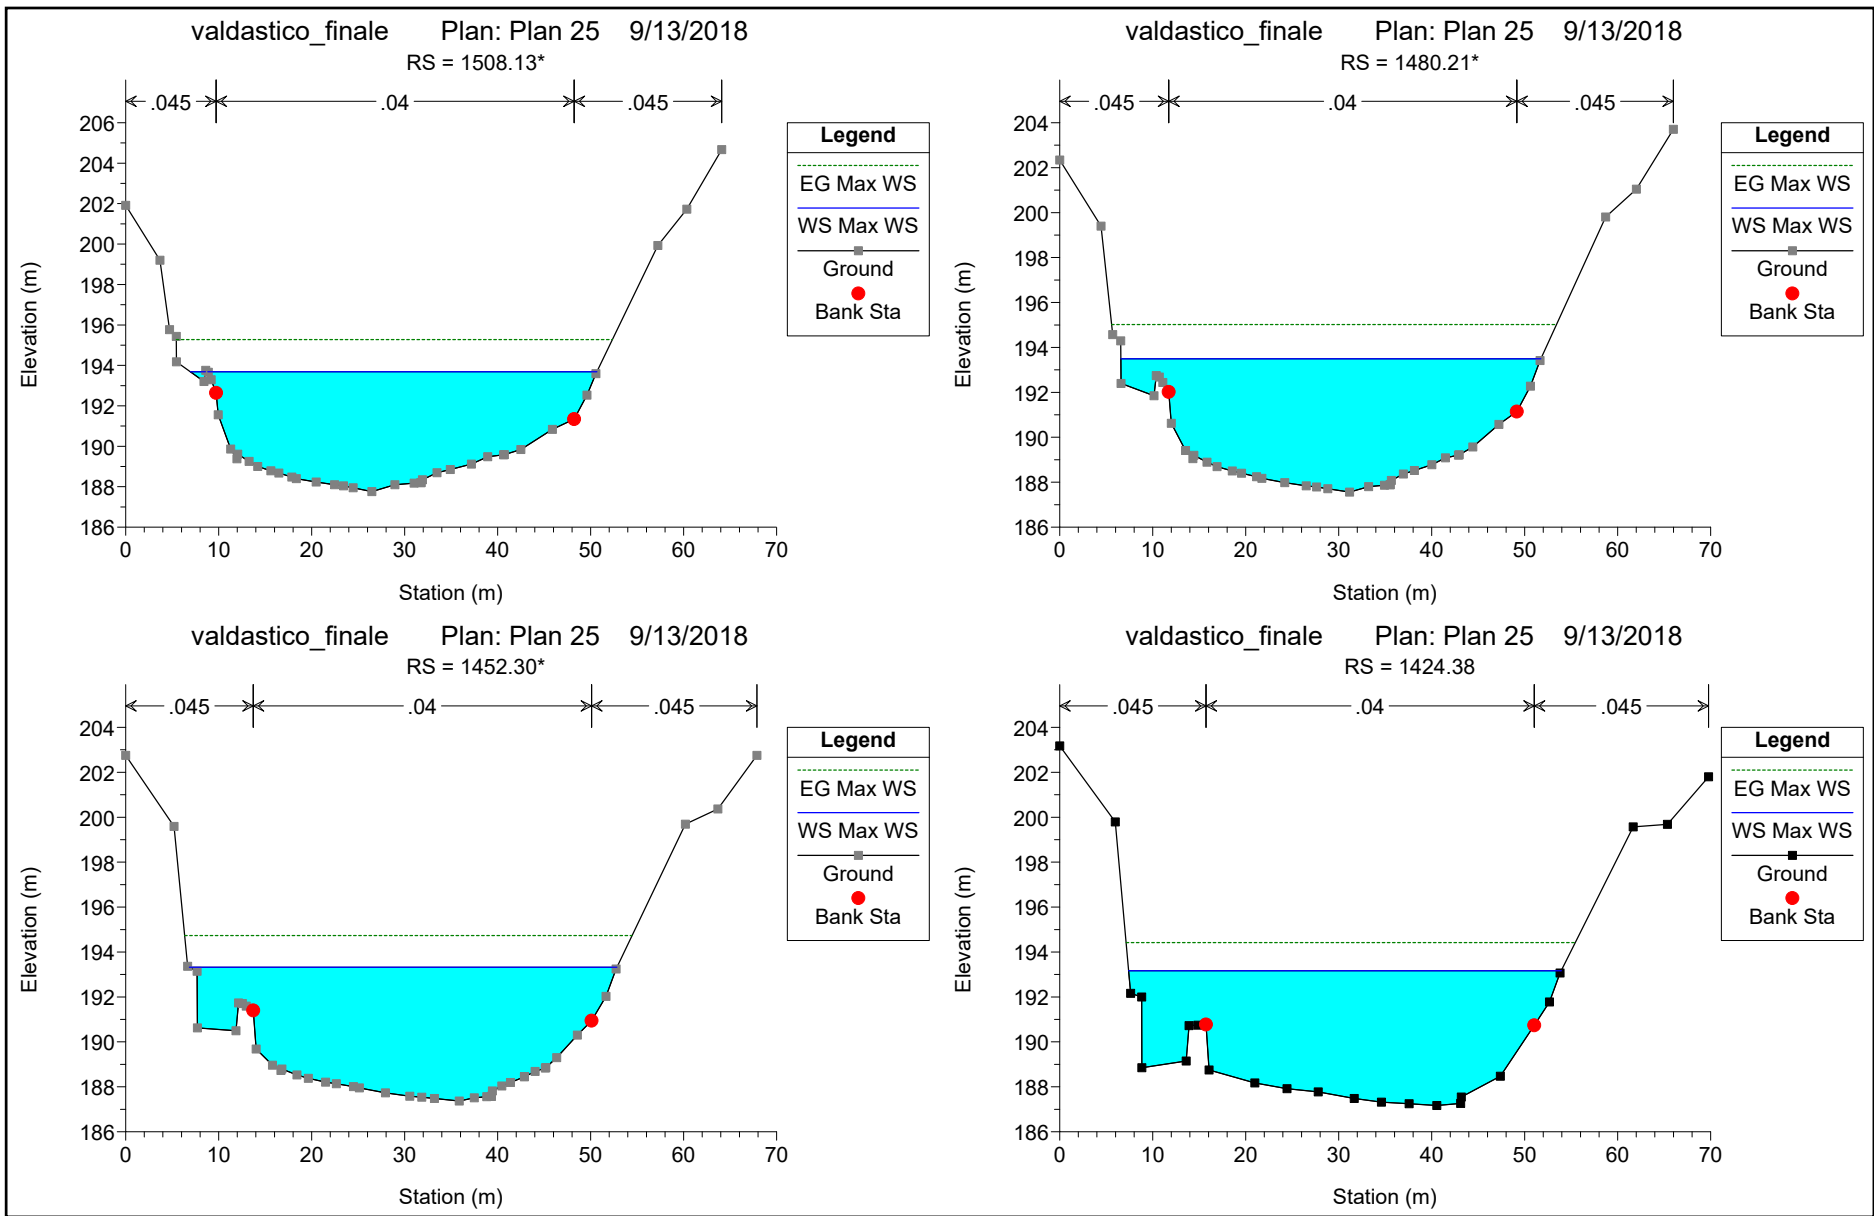 valdastico_finale Plan: Plan 25 9/13/2018
RS = 1508.13*
.045 .04 .045
206
204
202
200
198
196
194
192
190
188
186
0 10 20 30 40 50 60 70
Station (m)
Elevation (m)
Legend
EG Max WS
WS Max WS
Ground
Bank Sta
valdastico_finale Plan: Plan 25 9/13/2018
RS = 1480.21*
.045 .04 .045
204
202
200
198
196
194
192
190
188
186
0 10 20 30 40 50 60 70
Station (m)
Elevation (m)
Legend
EG Max WS
WS Max WS
Ground
Bank Sta
valdastico_finale Plan: Plan 25 9/13/2018
RS = 1452.30*
.045 .04 .045
204
202
200
198
196
194
192
190
188
186
0 10 20 30 40 50 60 70
Station (m)
Elevation (m)
Legend
EG Max WS
WS Max WS
Ground
Bank Sta
valdastico_finale Plan: Plan 25 9/13/2018
RS = 1424.38
.045 .04 .045
204
202
200
198
196
194
192
190
188
186
0 10 20 30 40 50 60 70
Station (m)
Elevation (m)
Legend
EG Max WS
WS Max WS
Ground
Bank Sta